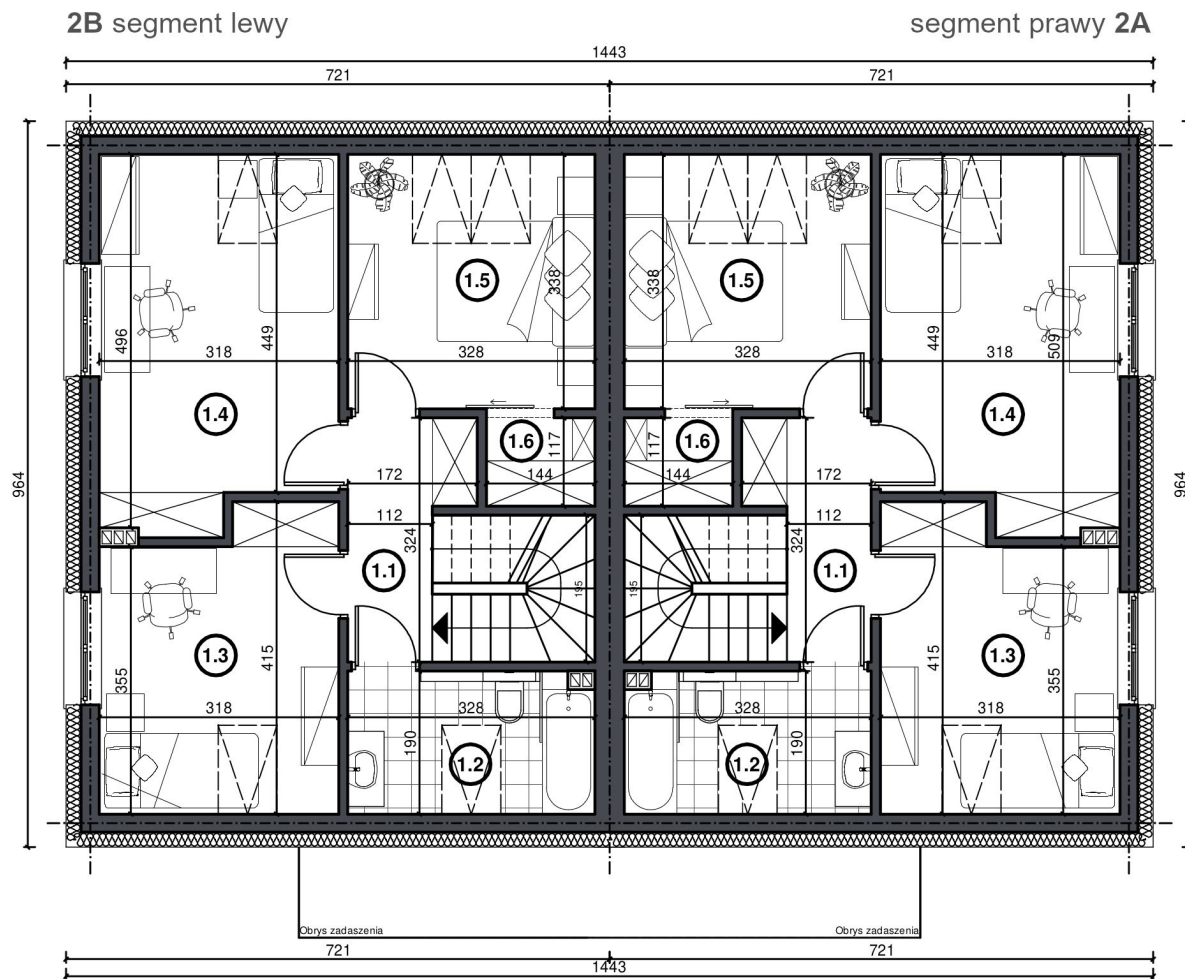 2B segment lewy
segment prawy 2A
1443
721 721
964
964
1.5 1.5
338 338
496 449 449 509
318 328 328 318
1.4 1.6 1.6 1.4
117 117
172 144 144 172
112 112
324 324
1.1 195 195 1.1
1.3 1.3
355 415 415 355
318 328 328 318
190 190
1.2 1.2
Obrys zadaszenia Obrys zadaszenia
721 721
1443